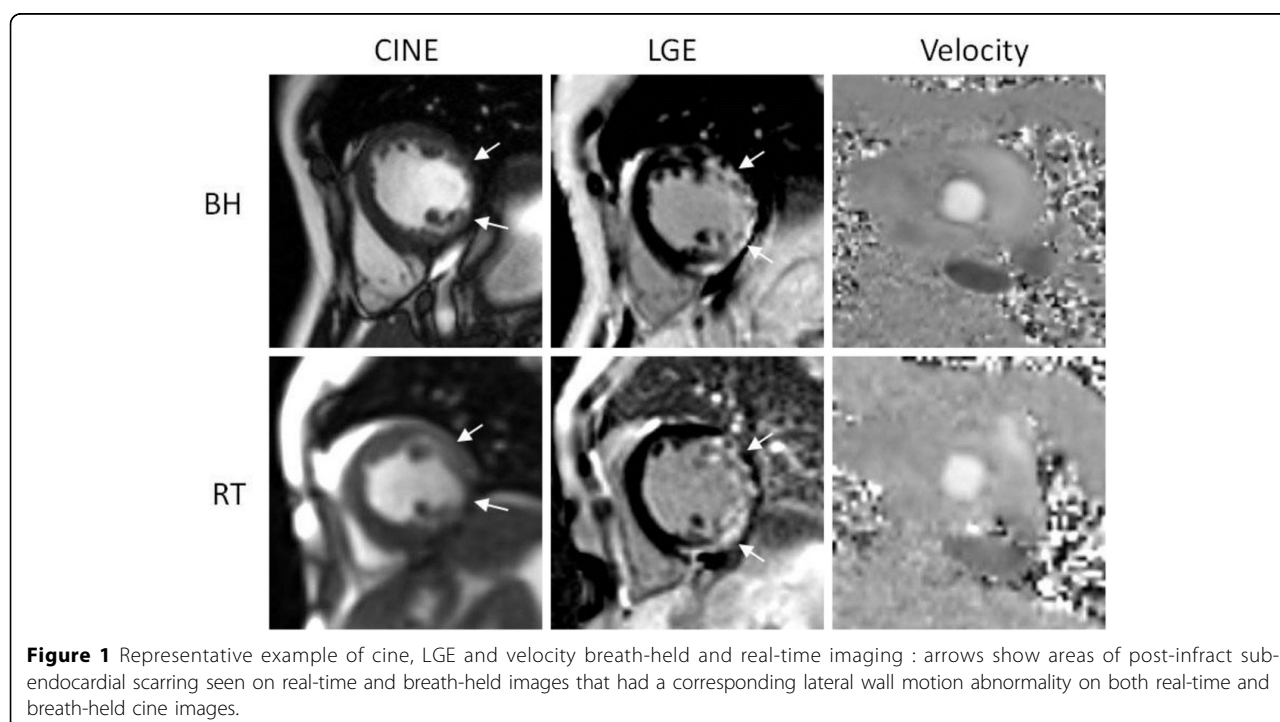 CINE LGE Velocity
BH
RT
Figure 1 Representative example of cine, LGE and velocity breath-held and real-time imaging : arrows show areas of post-infract sub-
endocardial scarring seen on real-time and breath-held images that had a corresponding lateral wall motion abnormality on both real-time and
breath-held cine images.